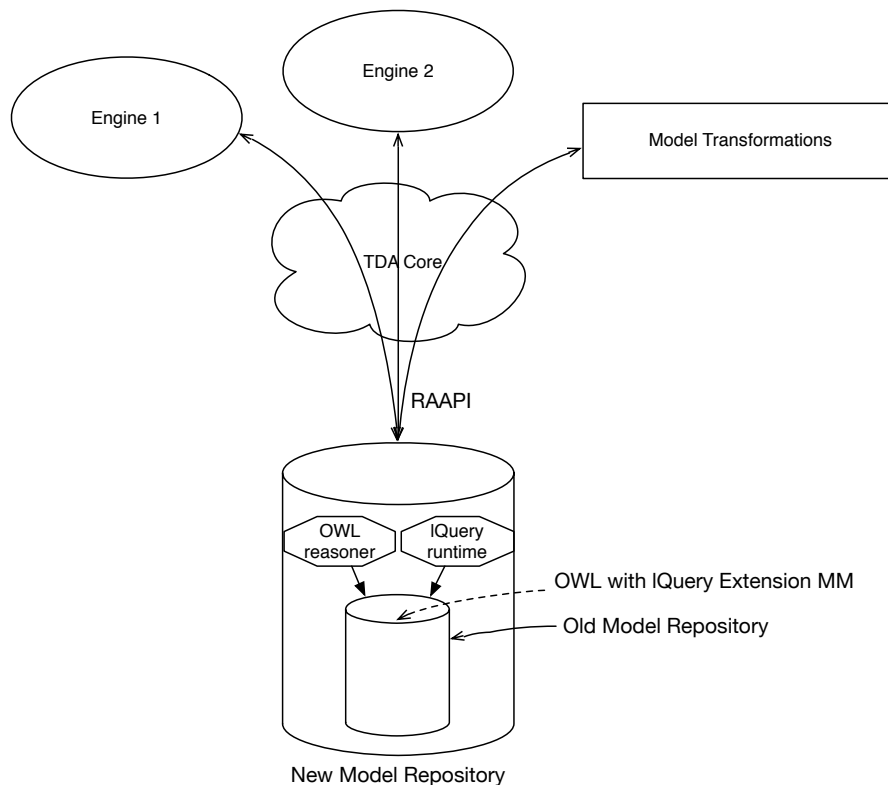 Engine 2
Engine 1
Model Transformations
TDA Core
RAAPI
OWL
reasoner
lQuery
runtime
OWL with lQuery Extension MM
Old Model Repository
New Model Repository